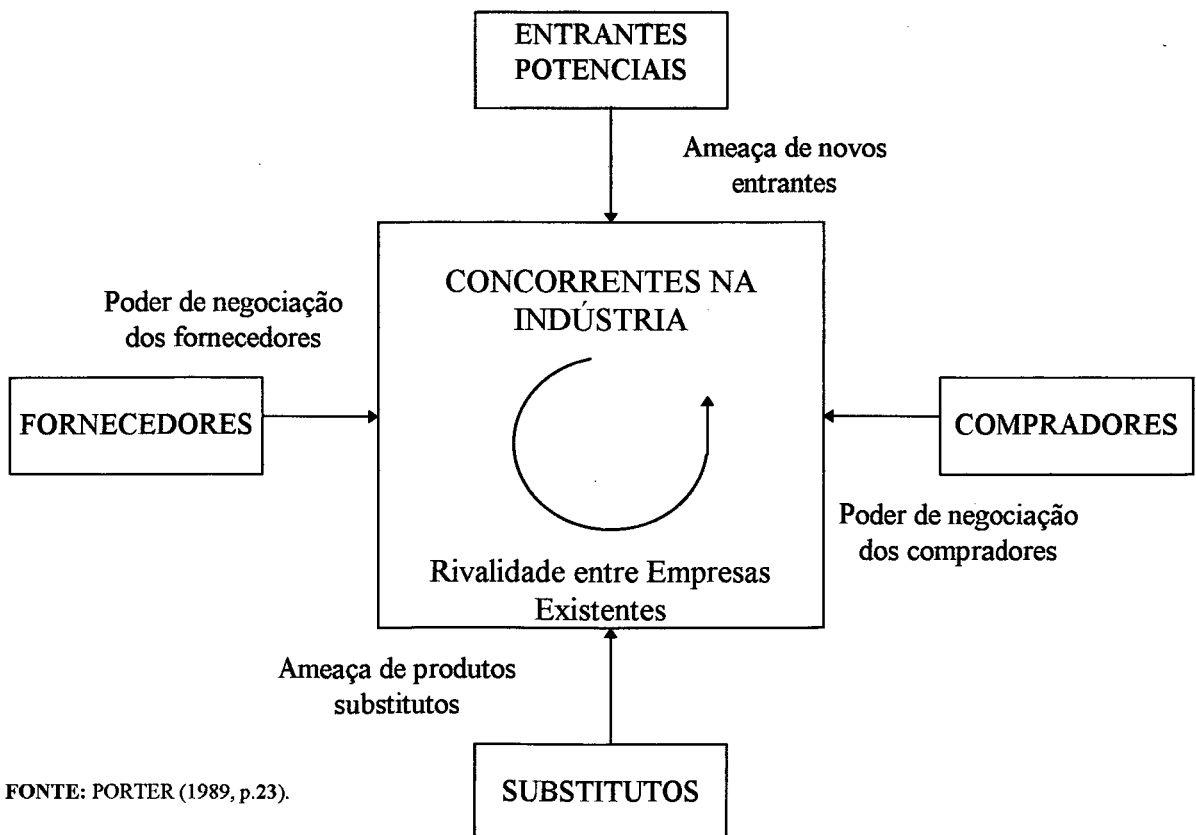 ENTRANTES
POTENCIAIS
Ameaça de novos
entrantes
CONCORRENTES NA
INDÚSTRIA
Poder de negociação
dos fornecedores
FORNECEDORES
COMPRADORES
Poder de negociação
dos compradores
Rivalidade entre Empresas
Existentes
Ameaça de produtos
substitutos
SUBSTITUTOS
FONTE: PORTER (1989, p.23).